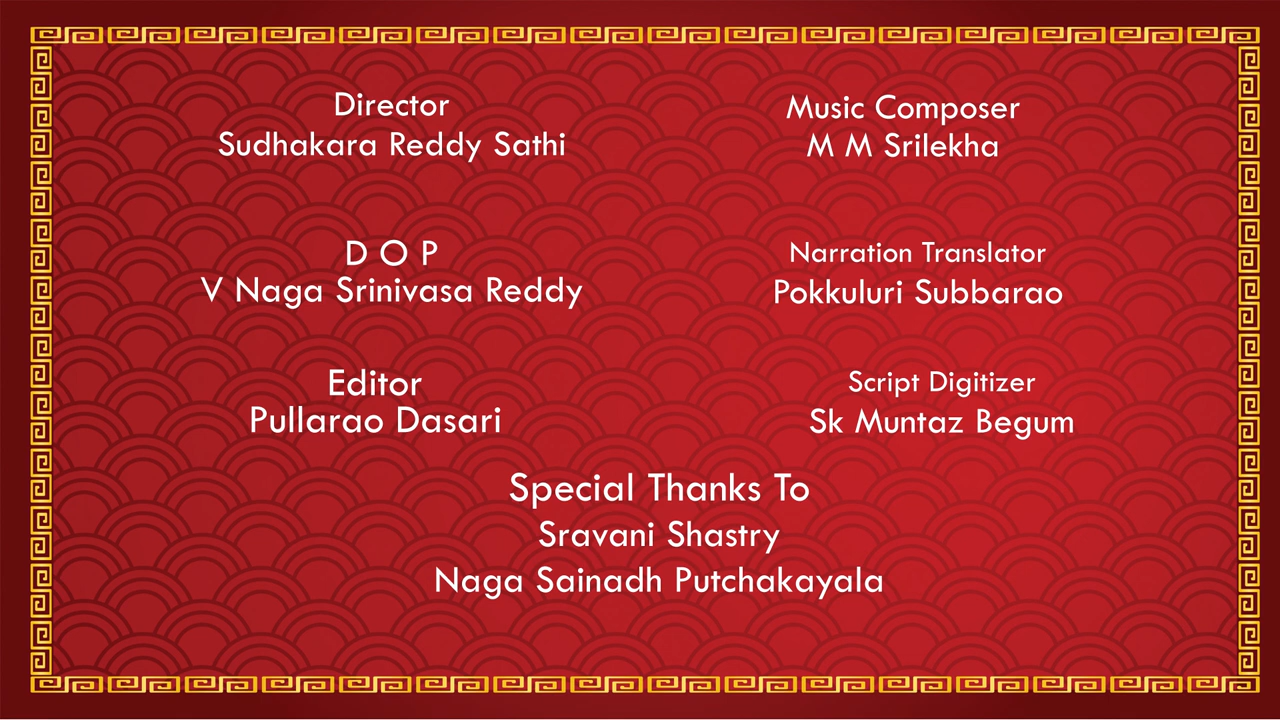 Director
Sudhakara Reddy Sathi
Music Composer
M M Srilekha
D O P
V Naga Srinivasa Reddy
Narration Translator
Pokkuluri Subbarao
Editor
Pullarao Dasari
Script Digitizer
Sk Muntaz Begum
Special Thanks To
Sravani Shastry
Naga Sainadh Putchakayala